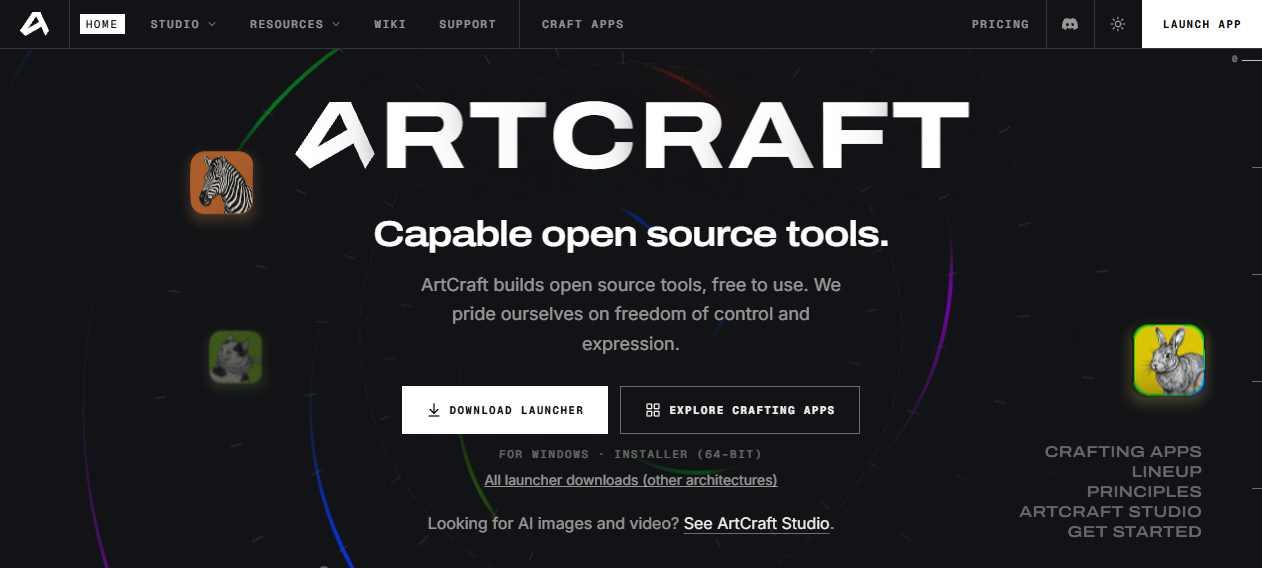 HOME
STUDIO
RESOURCES
WIKI
SUPPORT
CRAFT APPS
PRICING
LAUNCH APP
0
ARTCRAFT
Capable open source tools.
ArtCraft builds open source tools, free to use. We
pride ourselves on freedom of control and
expression.
DOWNLOAD LAUNCHER
EXPLORE CRAFTING APPS
FOR WINDOWS · INSTALLER (64-BIT)
All launcher downloads (other architectures)
Looking for AI images and video? See ArtCraft Studio.
CRAFTING APPS
LINEUP
PRINCIPLES
ARTCRAFT STUDIO
GET STARTED